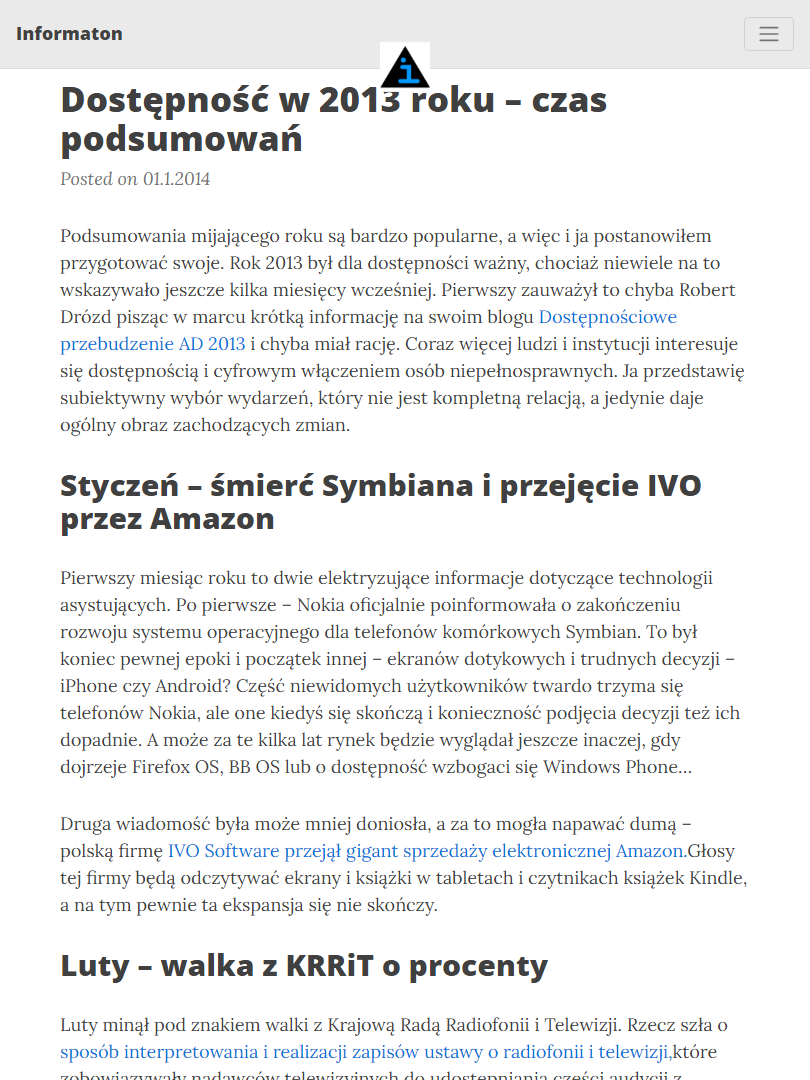 Informaton
Dostępność w 2013 roku – czas
podsumowań
Posted on 01.1.2014
Podsumowania mijającego roku są bardzo popularne, a więc i ja postanowiłem
przygotować swoje. Rok 2013 był dla dostępności ważny, chociaż niewiele na to
wskazywało jeszcze kilka miesięcy wcześniej. Pierwszy zauważył to chyba Robert
Drózd pisząc w marcu krótką informację na swoim blogu Dostępnościowe
przebudzenie AD 2013 i chyba miał rację. Coraz więcej ludzi i instytucji interesuje
się dostępnością i cyfrowym włączeniem osób niepełnosprawnych. Ja przedstawię
subiektywny wybór wydarzeń, który nie jest kompletną relacją, a jedynie daje
ogólny obraz zachodzących zmian.
Styczeń – śmierć Symbiana i przejęcie IVO
przez Amazon
Pierwszy miesiąc roku to dwie elektryzujące informacje dotyczące technologii
asystujących. Po pierwsze – Nokia oficjalnie poinformowała o zakończeniu
rozwoju systemu operacyjnego dla telefonów komórkowych Symbian. To był
koniec pewnej epoki i początek innej – ekranów dotykowych i trudnych decyzji –
iPhone czy Android? Część niewidomych użytkowników twardo trzyma się
telefonów Nokia, ale one kiedyś się skończą i konieczność podjęcia decyzji też ich
dopadnie. A może za te kilka lat rynek będzie wyglądał jeszcze inaczej, gdy
dojrzeje Firefox OS, BB OS lub o dostępność wzbogaci się Windows Phone…
Druga wiadomość była może mniej doniosła, a za to mogła napawać dumą –
polską firmę IVO Software przejął gigant sprzedaży elektronicznej Amazon.Głosy
tej firmy będą odczytywać ekrany i książki w tabletach i czytnikach książek Kindle,
a na tym pewnie ta ekspansja się nie skończy.
Luty – walka z KRRiT o procenty
Luty minął pod znakiem walki z Krajową Radą Radiofonii i Telewizji. Rzecz szła o
sposób interpretowania i realizacji zapisów ustawy o radiofonii i telewizji,które
zobowiązywały nadawców telewizyjnych do udostępniania części audycji z